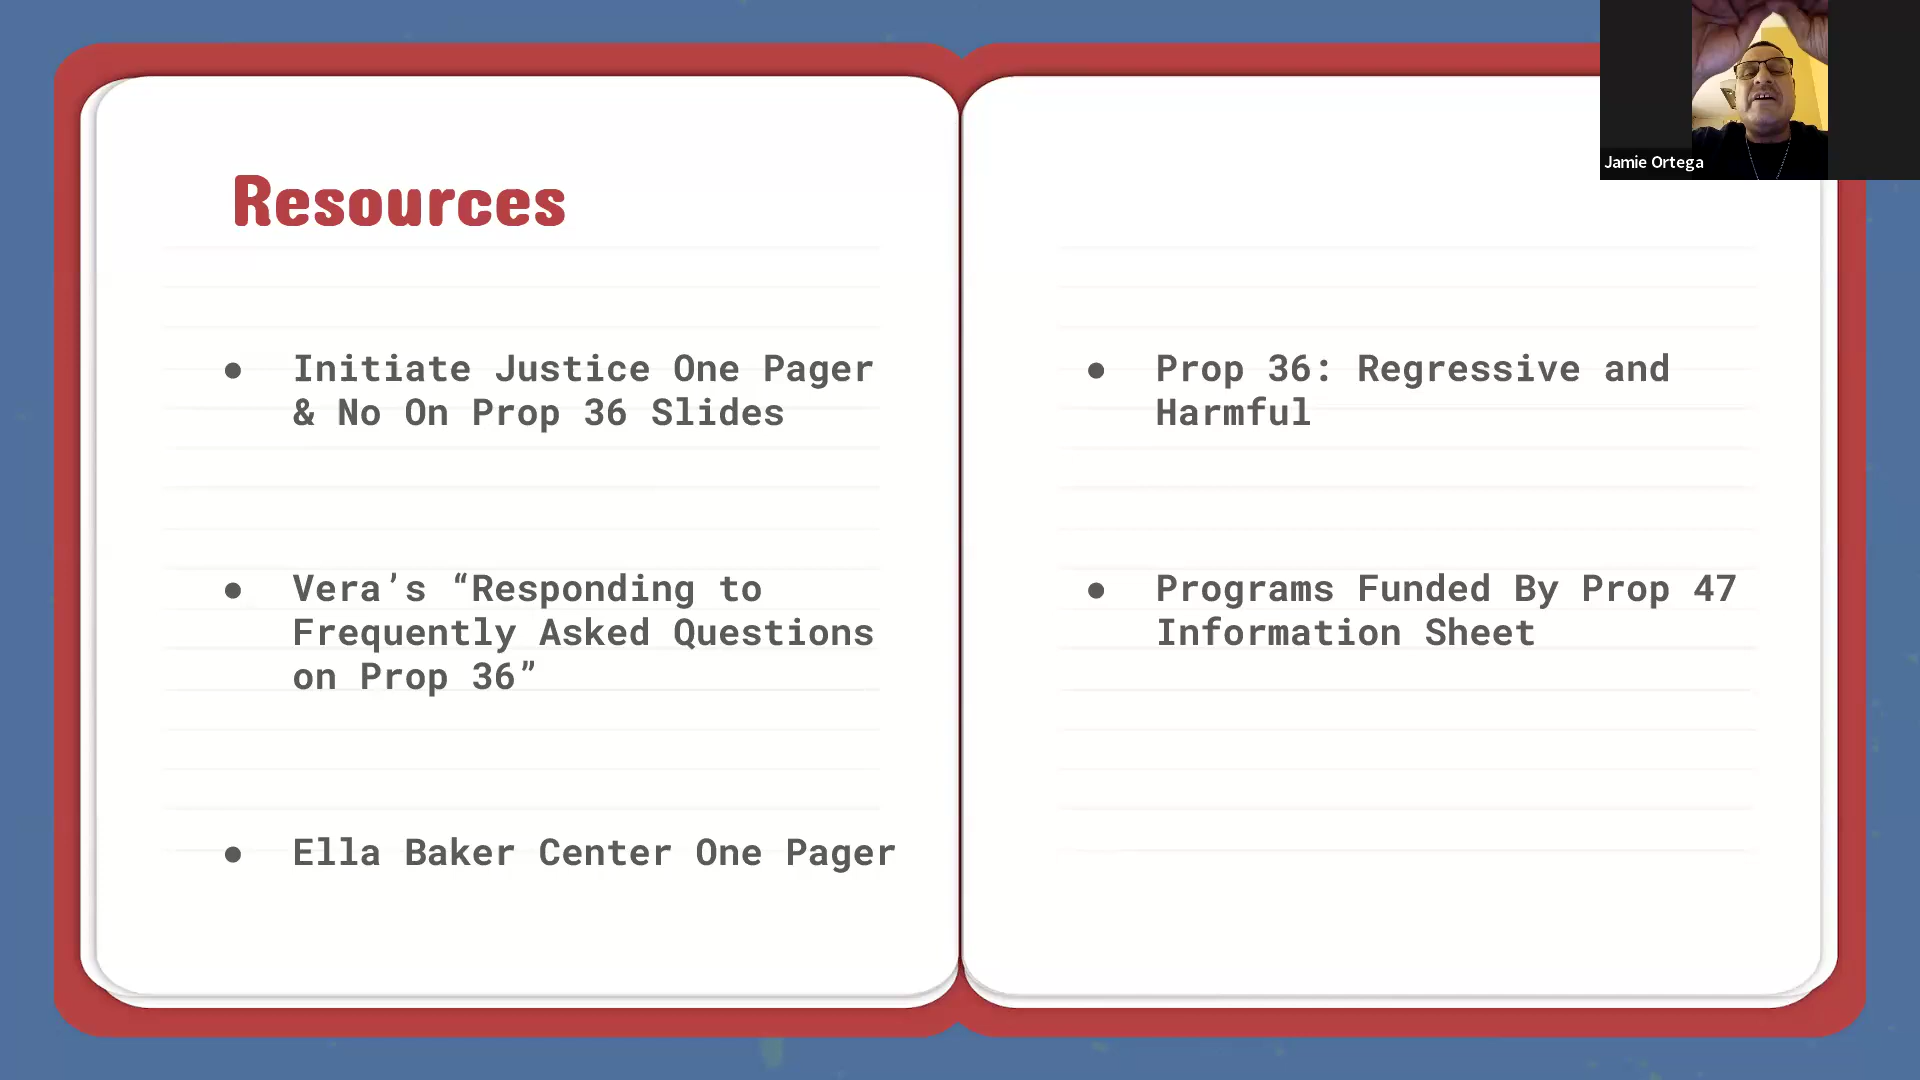 Resources
● Initiate Justice One Pager
& No On Prop 36 Slides
● Vera’s “Responding to
Frequently Asked Questions
on Prop 36”
● Ella Baker Center One Pager
● Prop 36: Regressive and
Harmful
● Programs Funded By Prop 47
Information Sheet
Jamie Ortega